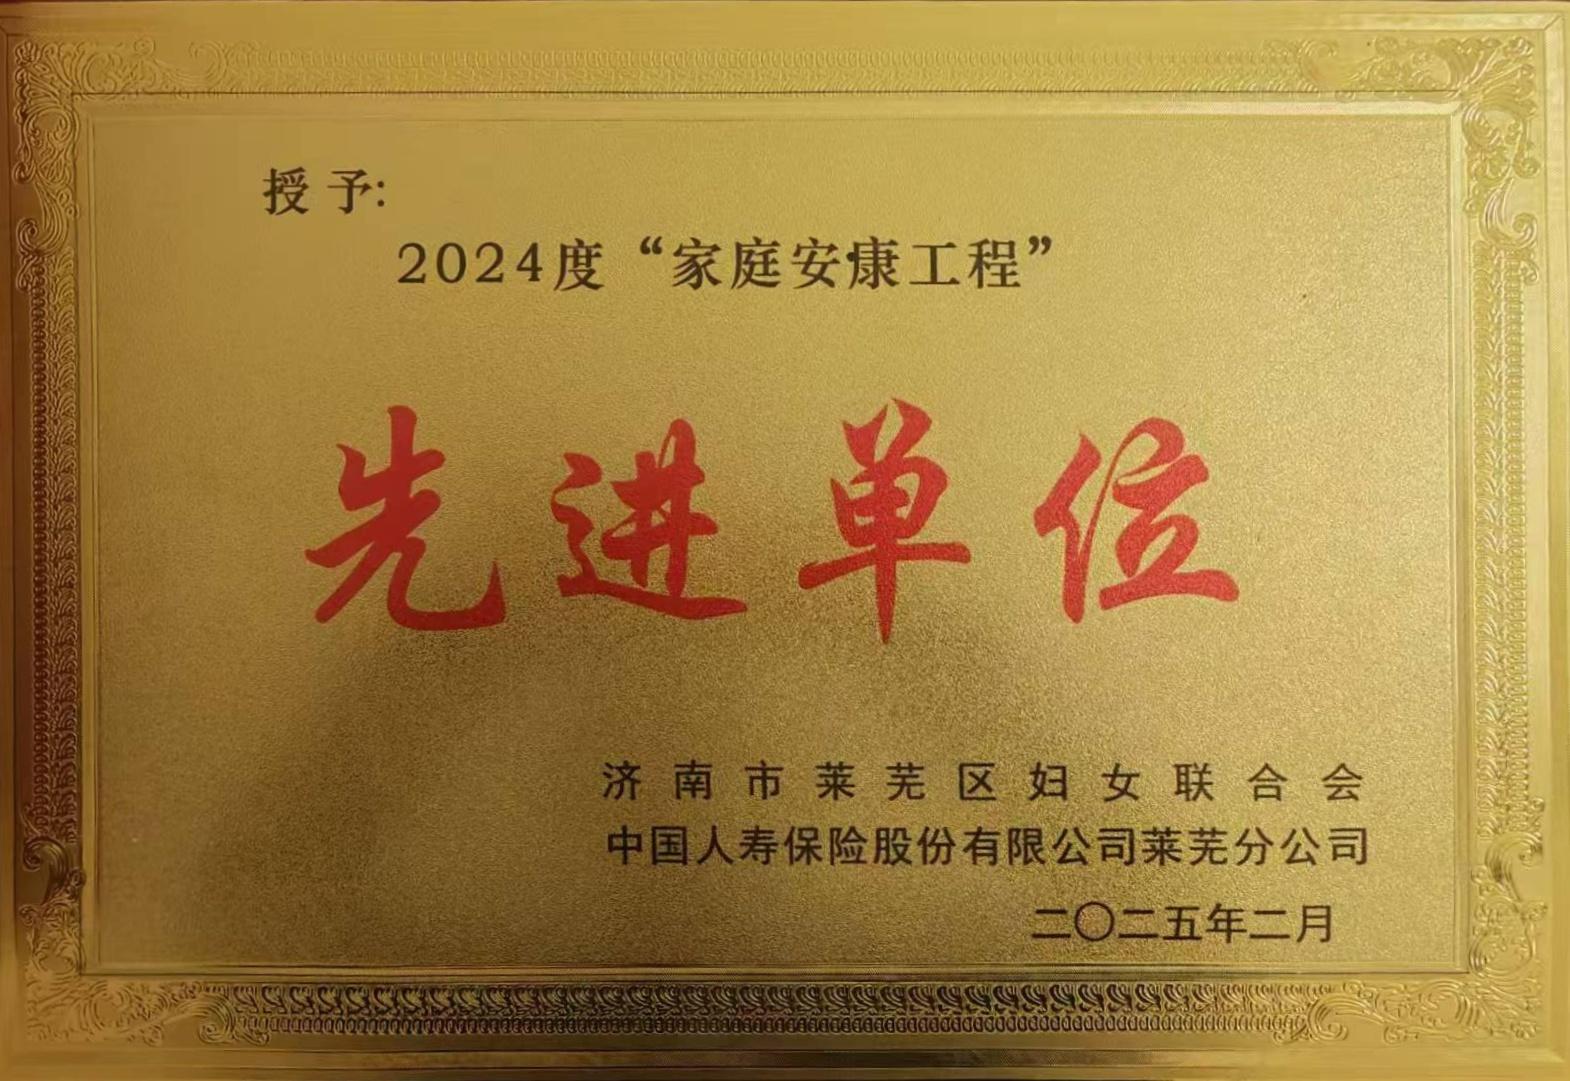 授予:
2024度“家庭安康工程”
先进单位
济南市莱芜区妇女联合会
中国人寿保险股份有限公司莱芜分公司
二〇二五年二月